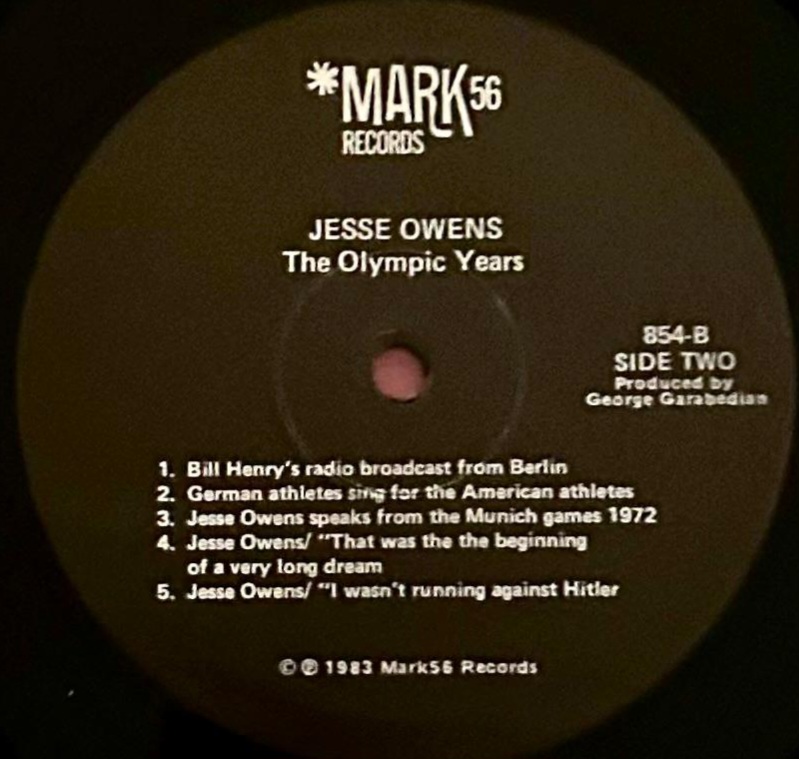 *MARK 56
RECORDS
JESSE OWENS
The Olympic Years
854-B
SIDE TWO
Produced by
George Garabedian
1. Bill Henry's radio broadcast from Berlin
2. German athletes sing for the American athletes
3. Jesse Owens speaks from the Munich games 1972
4. Jesse Owens/ "That was the the beginning
of a very long dream
5. Jesse Owens/ "I wasn't running against Hitler
© ℗ 1983 Mark56 Records